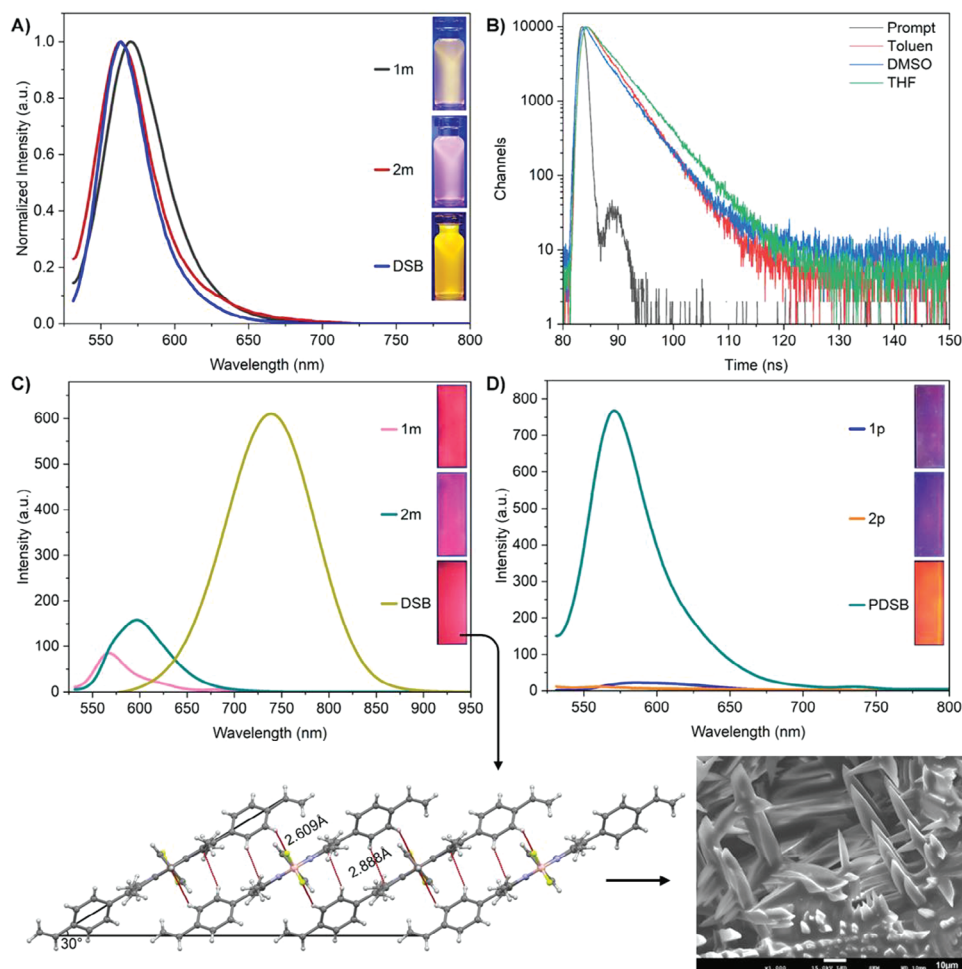 A)
1.0
0.8
0.6
0.4
0.2
0.0
Normalized Intensity (a.u.)
1m
2m
DSB
550 600 650 700 750 800
Wavelength (nm)
B)
10000
1000
100
10
1
Channels
Prompt
Toluen
DMSO
THF
80 90 100 110 120 130 140 150
Time (ns)
C)
600
500
400
300
200
100
0
Intensity (a.u.)
1m
2m
DSB
550 600 650 700 750 800 850 900 950
Wavelength (nm)
D)
800
700
600
500
400
300
200
100
0
Intensity (a.u.)
1p
2p
PDSB
550 600 650 700 750 800
Wavelength (nm)
2.609Å
2.888Å
30°
10µm